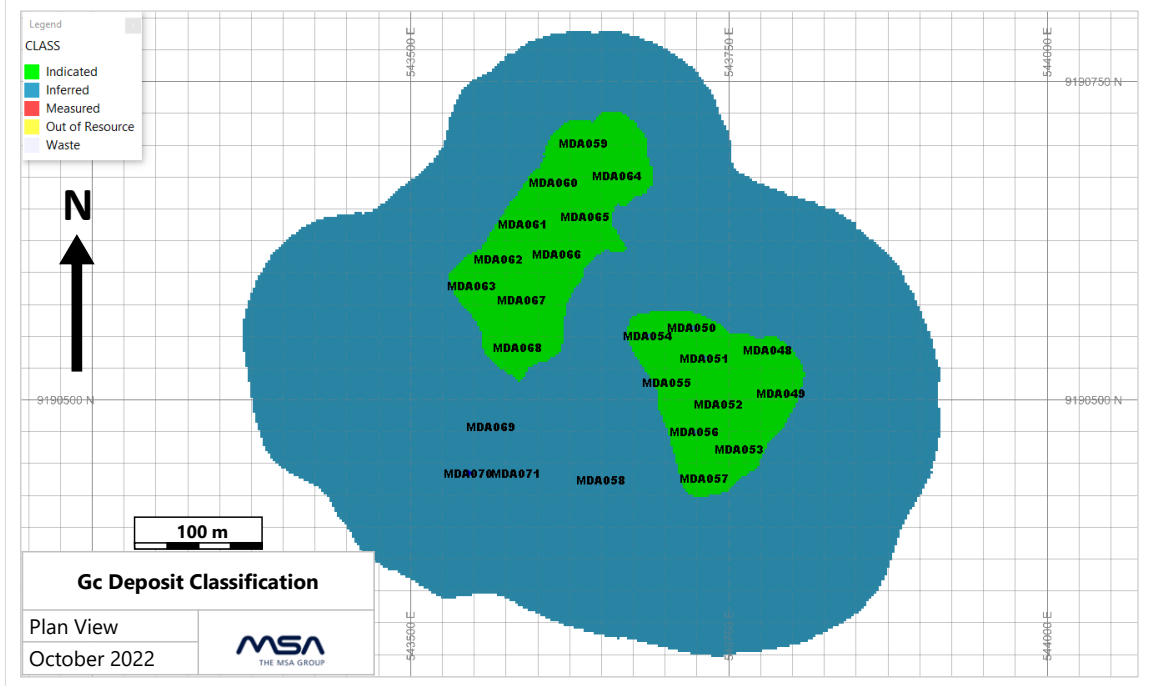 Legend
CLASS
Indicated
Inferred
Measured
Out of Resource
Waste
543500 E
543750 E
544000 E
9190750 N
N
MDA059
MDA064
MDA060
MDA065
MDA061
MDA066
MDA062
MDA063
MDA067
MDA068
MDA050
MDA054
MDA048
MDA051
MDA055
MDA049
MDA052
9190500 N
9190500 N
MDA069
MDA056
MDA053
MDA070
MDA071
MDA058
MDA057
100 m
Gc Deposit Classification
Plan View
October 2022
MSA
THE MSA GROUP
543500 E
544000 E